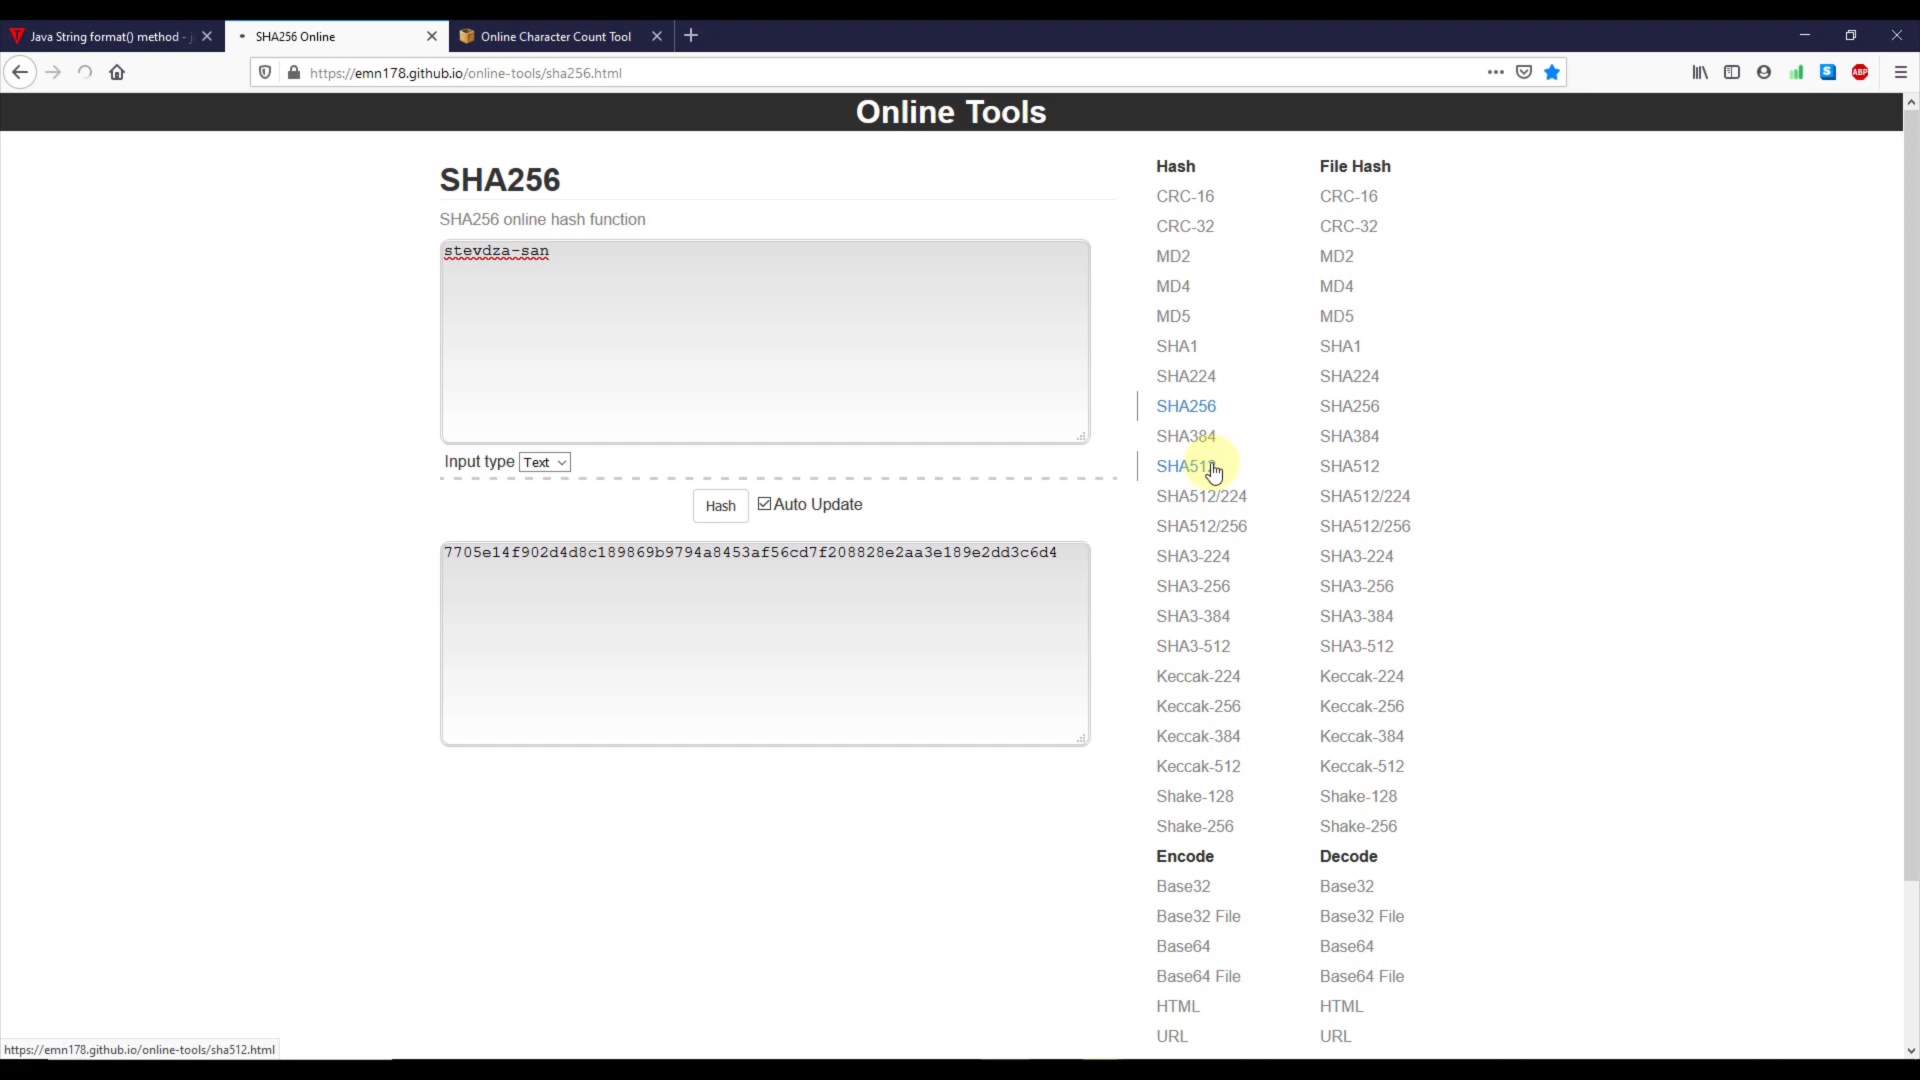 Java String format() method - j
SHA256 Online
Online Character Count Tool
https://emn178.github.io/online-tools/sha256.html
S
ABP
Online Tools
SHA256
SHA256 online hash function
stevdza-san
Input type Text
Hash Auto Update
7705e14f902d4d8c189869b9794a8453af56cd7f208828e2aa3e189e2dd3c6d4
Hash File Hash
CRC-16 CRC-16
CRC-32 CRC-32
MD2 MD2
MD4 MD4
MD5 MD5
SHA1 SHA1
SHA224 SHA224
SHA256 SHA256
SHA384 SHA384
SHA512 SHA512
SHA512/224 SHA512/224
SHA512/256 SHA512/256
SHA3-224 SHA3-224
SHA3-256 SHA3-256
SHA3-384 SHA3-384
SHA3-512 SHA3-512
Keccak-224 Keccak-224
Keccak-256 Keccak-256
Keccak-384 Keccak-384
Keccak-512 Keccak-512
Shake-128 Shake-128
Shake-256 Shake-256
Encode Decode
Base32 Base32
Base32 File Base32 File
Base64 Base64
Base64 File Base64 File
HTML HTML
URL URL
https://emn178.github.io/online-tools/sha512.html